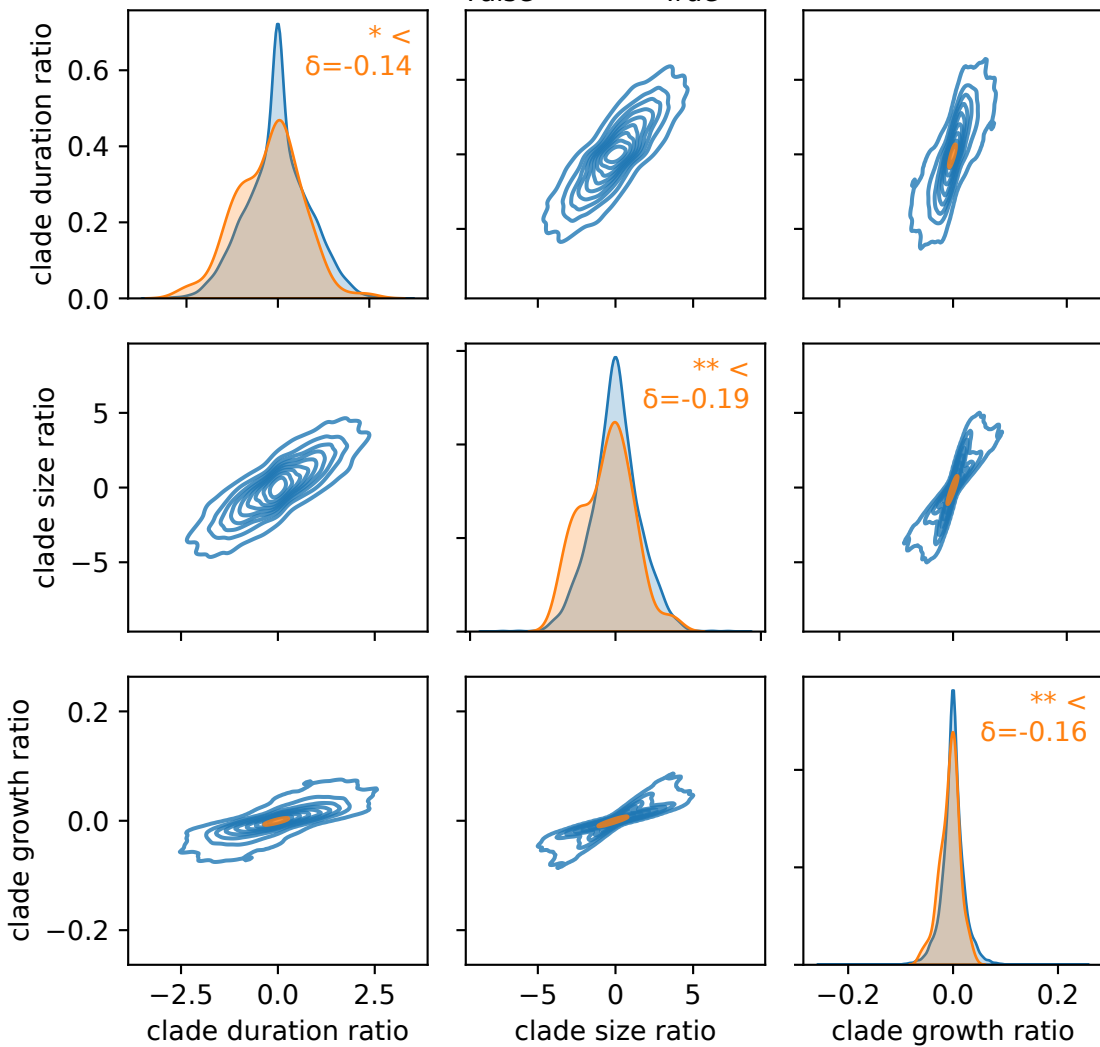 * <
δ=-0.14
clade duration ratio
0.6
0.4
0.2
0.0
** <
δ=-0.19
clade size ratio
5
0
−5
** <
δ=-0.16
clade growth ratio
0.2
0.0
−0.2
−2.5 0.0 2.5
−5 0 5
−0.2 0.0 0.2
clade duration ratio
clade size ratio
clade growth ratio